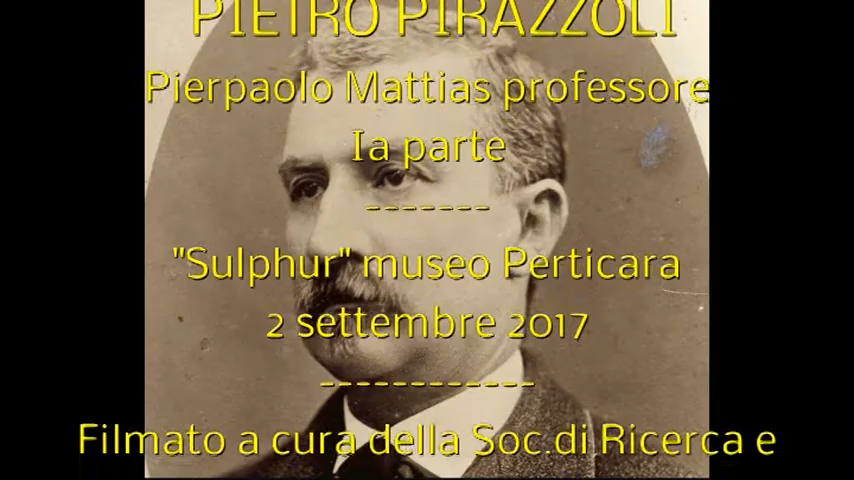 PIETRO PIRAZZOLI
Pierpaolo Mattias professore
Ia parte
-------
"Sulphur" museo Perticara
2 settembre 2017
------------
Filmato a cura della Soc.di Ricerca e